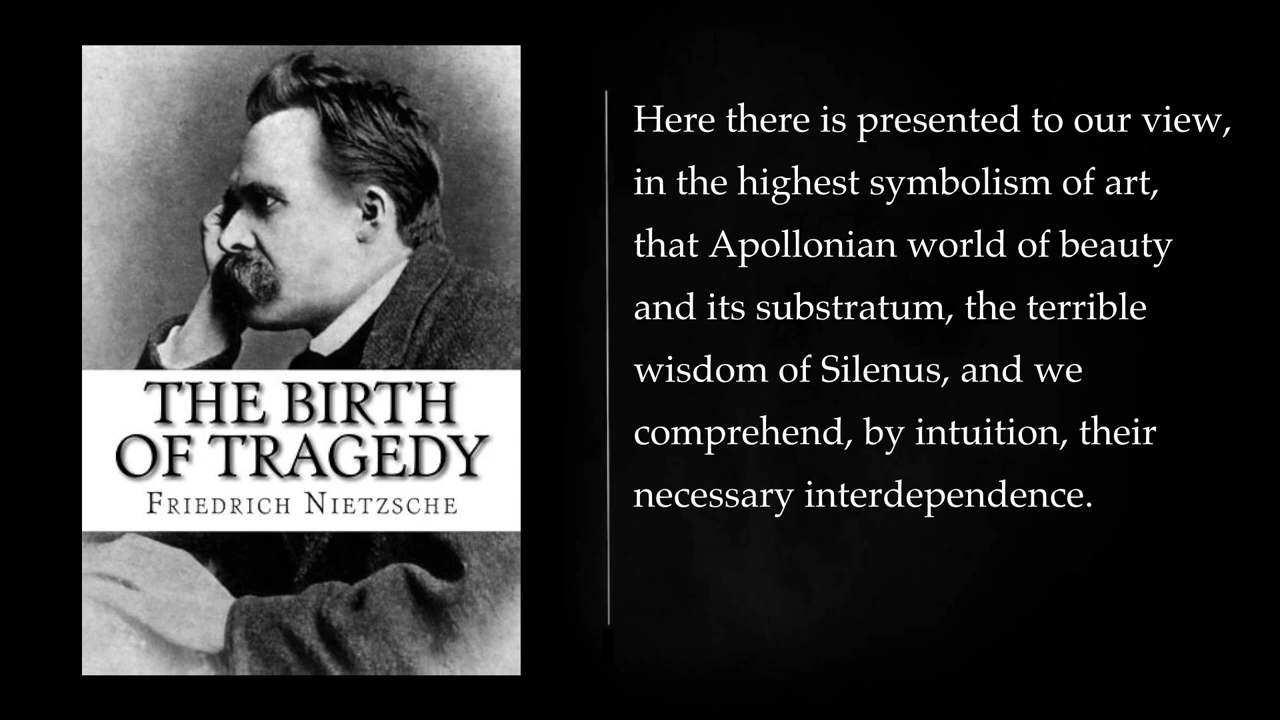 THE BIRTH
OF TRAGEDY
FRIEDRICH NIETZSCHE
Here there is presented to our view,
in the highest symbolism of art,
that Apollonian world of beauty
and its substratum, the terrible
wisdom of Silenus, and we
comprehend, by intuition, their
necessary interdependence.